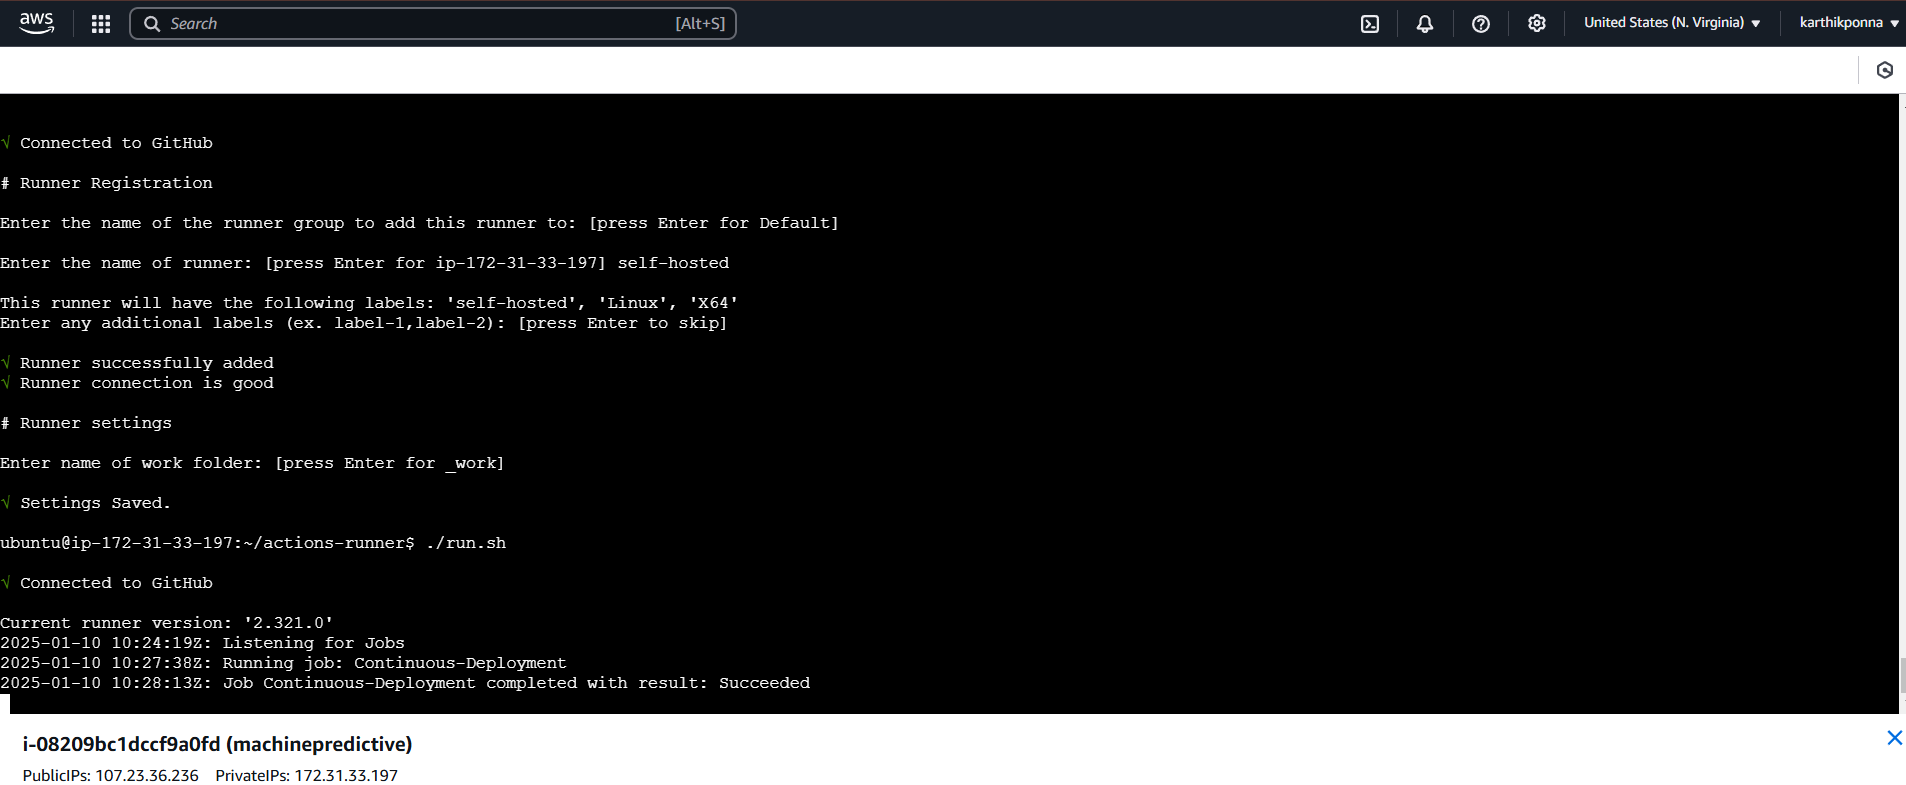 aws
Search [Alt+S]
United States (N. Virginia)
karthikponna
√ Connected to GitHub
# Runner Registration
Enter the name of the runner group to add this runner to: [press Enter for Default]
Enter the name of runner: [press Enter for ip-172-31-33-197] self-hosted
This runner will have the following labels: 'self-hosted', 'Linux', 'X64'
Enter any additional labels (ex. label-1,label-2): [press Enter to skip]
√ Runner successfully added
√ Runner connection is good
# Runner settings
Enter name of work folder: [press Enter for _work]
√ Settings Saved.
ubuntu@ip-172-31-33-197:~/actions-runner$ ./run.sh
√ Connected to GitHub
Current runner version: '2.321.0'
2025-01-10 10:24:19Z: Listening for Jobs
2025-01-10 10:27:38Z: Running job: Continuous-Deployment
2025-01-10 10:28:13Z: Job Continuous-Deployment completed with result: Succeeded
i-08209bc1dccf9a0fd (machinepredictive)
PublicIPs: 107.23.36.236 PrivateIPs: 172.31.33.197